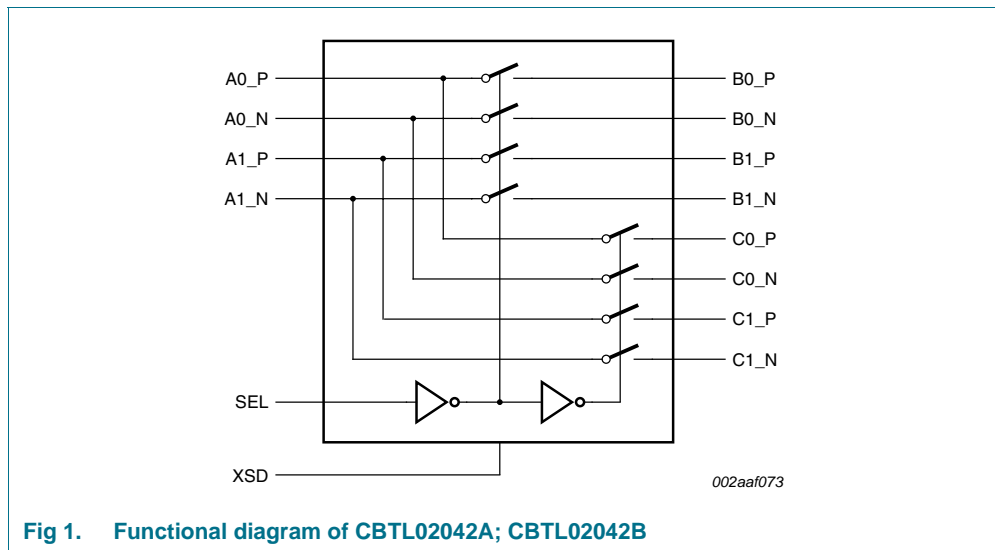 A0_P
B0_P
A0_N
B0_N
A1_P
B1_P
A1_N
B1_N
C0_P
C0_N
C1_P
C1_N
SEL
XSD
002aaf073
Fig 1. Functional diagram of CBTL02042A; CBTL02042B